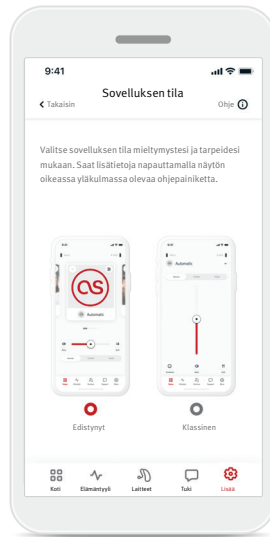 9:41
Sovelluksen tila
Takaisin
Ohje
Valitse sovelluksen tila mieltymystesi ja tarpeidesi
mukaan. Saat lisätietoja napauttamalla näytön
oikeassa yläkulmassa olevaa ohjepainiketta.
Automatic
Automatic
Edistynyt
Klassinen
Koti
Elämäntyyli
Laitteet
Tuki
Lisää